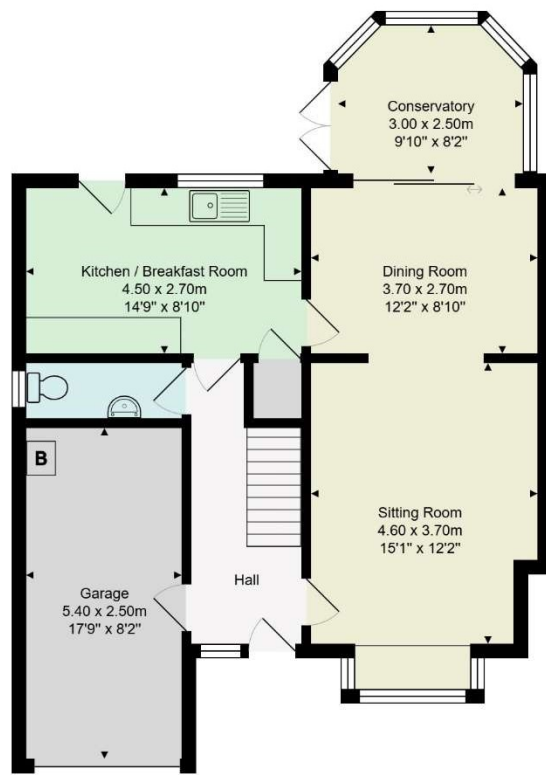 Conservatory
3.00 x 2.50m
9'10" x 8'2"
Kitchen / Breakfast Room
4.50 x 2.70m
14'9" x 8'10"
Dining Room
3.70 x 2.70m
12'2" x 8'10"
B
Sitting Room
4.60 x 3.70m
15'1" x 12'2"
Hall
Garage
5.40 x 2.50m
17'9" x 8'2"